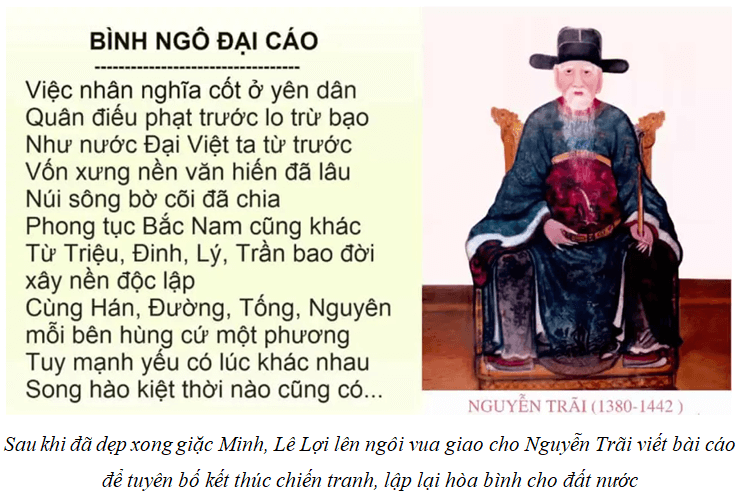 BÌNH NGÔ ĐẠI CÁO
----------------------------------
Việc nhân nghĩa cốt ở yên dân
Quân điếu phạt trước lo trừ bạo
Như nước Đại Việt ta từ trước
Vốn xưng nền văn hiến đã lâu
Núi sông bờ cõi đã chia
Phong tục Bắc Nam cũng khác
Từ Triệu, Đinh, Lý, Trần bao đời
xây nền độc lập
Cùng Hán, Đường, Tống, Nguyên
mỗi bên hùng cứ một phương
Tuy mạnh yếu có lúc khác nhau
Song hào kiệt thời nào cũng có...
NGUYỄN TRÃI (1380-1442 )
Sau khi đã dẹp xong giặc Minh, Lê Lợi lên ngôi vua giao cho Nguyễn Trãi viết bài cáo
để tuyên bố kết thúc chiến tranh, lập lại hòa bình cho đất nước